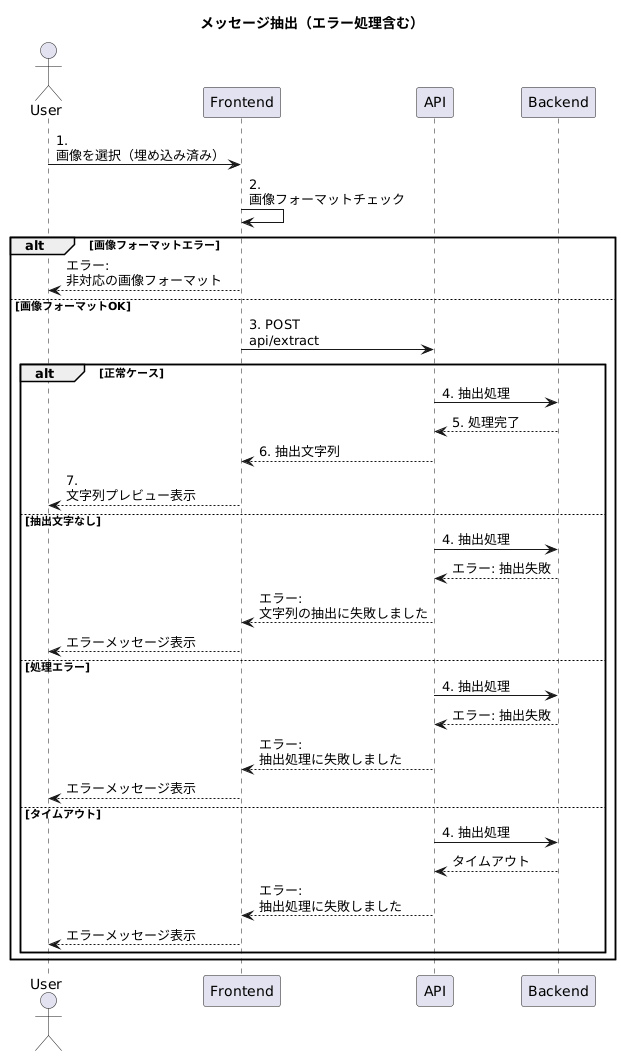 メッセージ抽出（エラー処理含む）
User
Frontend
API
Backend
1.
画像を選択（埋め込み済み）
2.
画像フォーマットチェック
alt [画像フォーマットエラー]
エラー:
非対応の画像フォーマット
[画像フォーマットOK]
3. POST
api/extract
alt [正常ケース]
4. 抽出処理
5. 処理完了
6. 抽出文字列
7.
文字列プレビュー表示
[抽出文字なし]
4. 抽出処理
エラー: 抽出失敗
エラー:
文字列の抽出に失敗しました
エラーメッセージ表示
[処理エラー]
4. 抽出処理
エラー: 抽出失敗
エラー:
抽出処理に失敗しました
エラーメッセージ表示
[タイムアウト]
4. 抽出処理
タイムアウト
エラー:
抽出処理に失敗しました
エラーメッセージ表示
User
Frontend
API
Backend